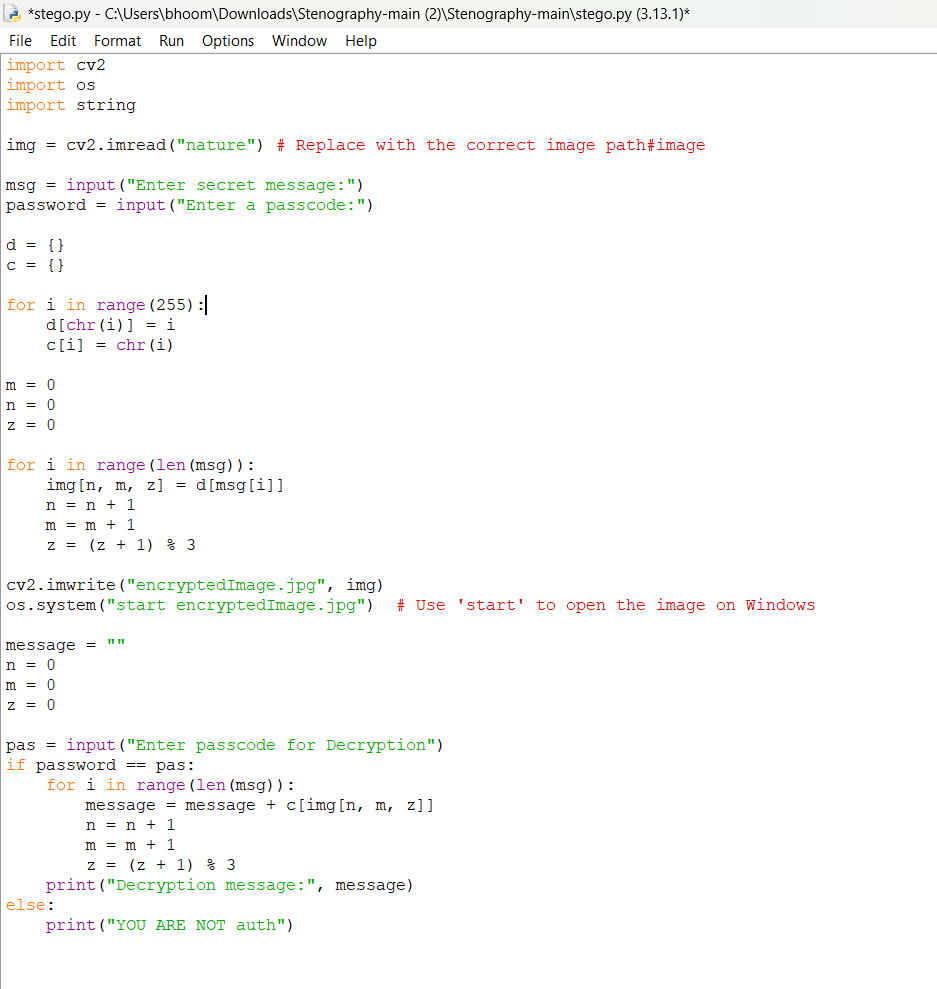 *stego.py - C:\Users\bhoom\Downloads\Stenography-main (2)\Stenography-main\stego.py (3.13.1)*
File Edit Format Run Options Window Help
import cv2
import os
import string

img = cv2.imread("nature") # Replace with the correct image path#image

msg = input("Enter secret message:")
password = input("Enter a passcode:")

d = {}
c = {}

for i in range(255):
    d[chr(i)] = i
    c[i] = chr(i)

m = 0
n = 0
z = 0

for i in range(len(msg)):
    img[n, m, z] = d[msg[i]]
    n = n + 1
    m = m + 1
    z = (z + 1) % 3

cv2.imwrite("encryptedImage.jpg", img)
os.system("start encryptedImage.jpg")  # Use 'start' to open the image on Windows

message = ""
n = 0
m = 0
z = 0

pas = input("Enter passcode for Decryption")
if password == pas:
    for i in range(len(msg)):
        message = message + c[img[n, m, z]]
        n = n + 1
        m = m + 1
        z = (z + 1) % 3
    print("Decryption message:", message)
else:
    print("YOU ARE NOT auth")